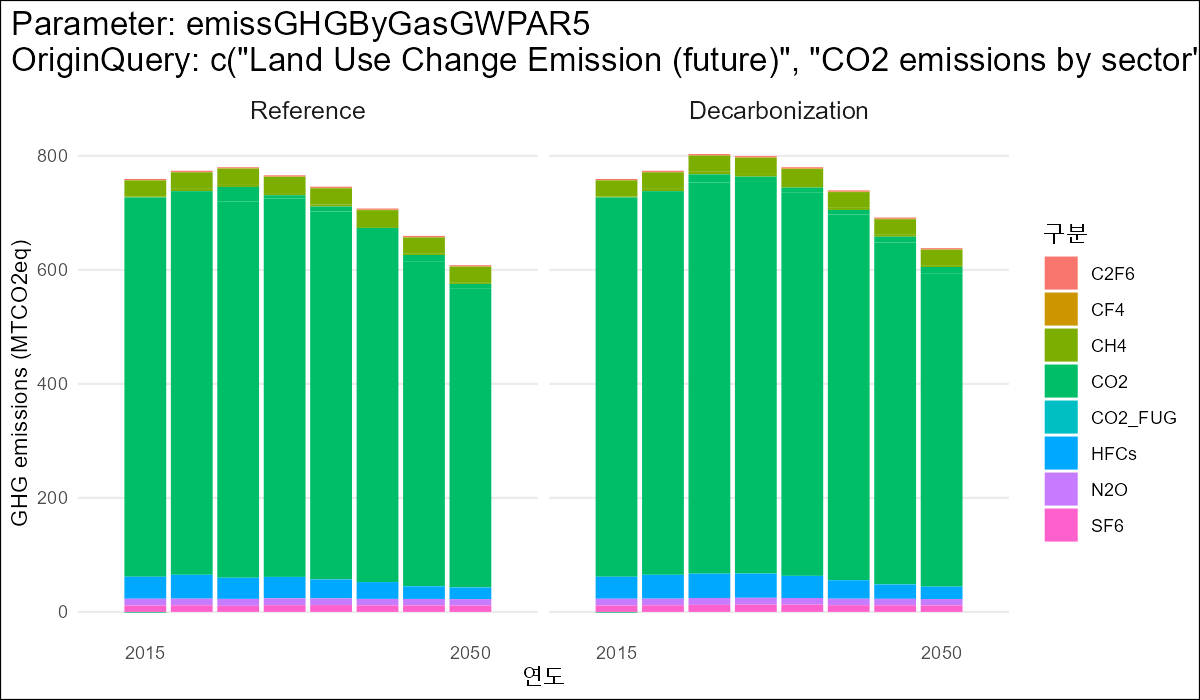 Parameter: emissGHGByGasGWPAR5
OriginQuery: c("Land Use Change Emission (future)", "CO2 emissions by sector"
Reference
Decarbonization
GHG emissions (MTCO2eq)
800
600
400
200
0
2015
2050
2015
2050
연도
구분
C2F6
CF4
CH4
CO2
CO2_FUG
HFCs
N2O
SF6